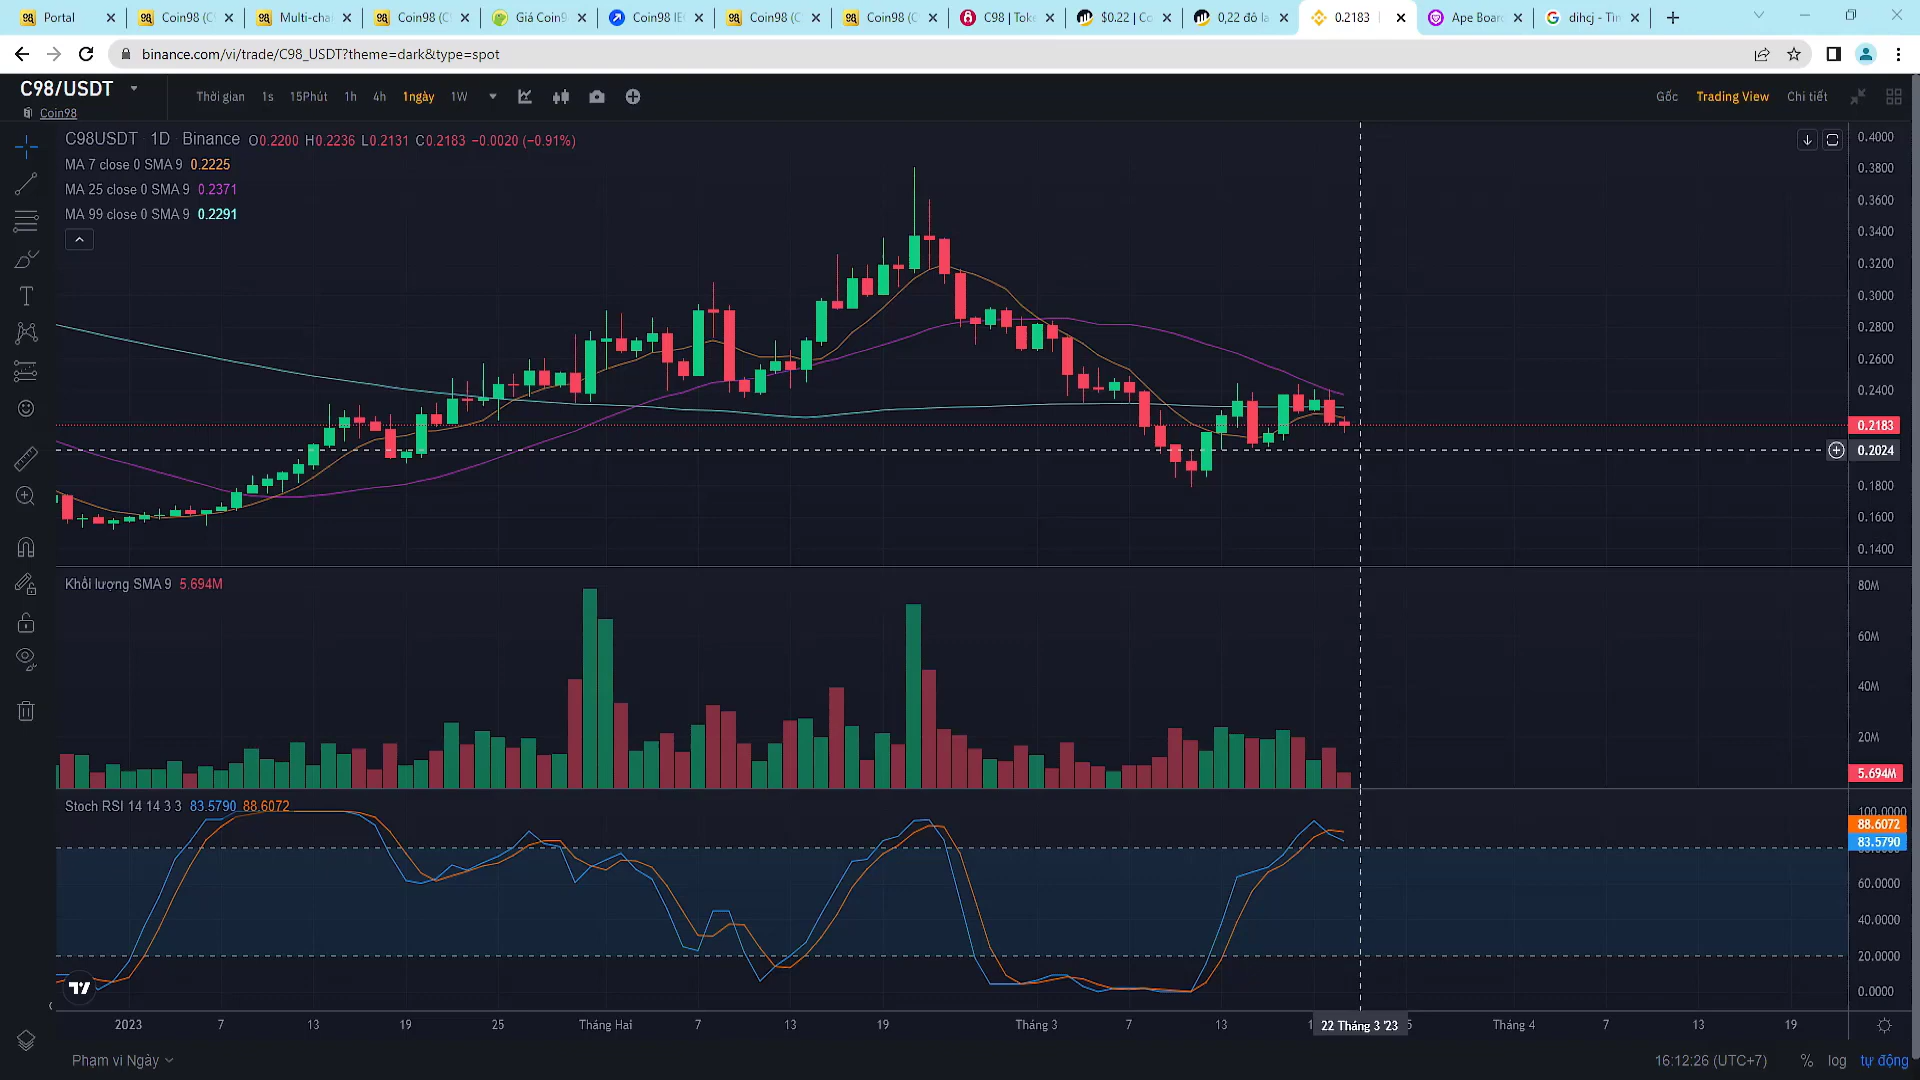 Portal
Coin98 (C
Multi-chai
Coin98 (C
Giá Coin9
Coin98 IE
Coin98 (C
Coin98 (C
C98 | Toke
$0.22 | Co
0,22 đô la
0.2183
Ape Board
dihcj - Tìm
binance.com/vi/trade/C98_USDT?theme=dark&type=spot
C98/USDT
Coin98
Thời gian 1s 15Phút 1h 4h 1ngày 1W
Gốc Trading View Chi tiết
C98USDT 1D Binance O0.2200 H0.2236 L0.2131 C0.2183 -0.0020 (-0.91%)
MA 7 close 0 SMA 9 0.2225
MA 25 close 0 SMA 9 0.2371
MA 99 close 0 SMA 9 0.2291
0.4000
0.3800
0.3600
0.3400
0.3200
0.3000
0.2800
0.2600
0.2400
0.2183
0.2024
0.1800
0.1600
0.1400
Khối lượng SMA 9 5.694M
80M
60M
40M
20M
5.694M
Stoch RSI 14 14 3 3 83.5790 88.6072
100.0000
88.6072
83.5790
60.0000
40.0000
20.0000
0.0000
2023 7 13 19 25 Tháng Hai 7 13 19 Tháng 3 7 13 22 Tháng 3 '23 Tháng 4 7 13 19
Phạm vi Ngày
16:12:26 (UTC+7) % log tự động